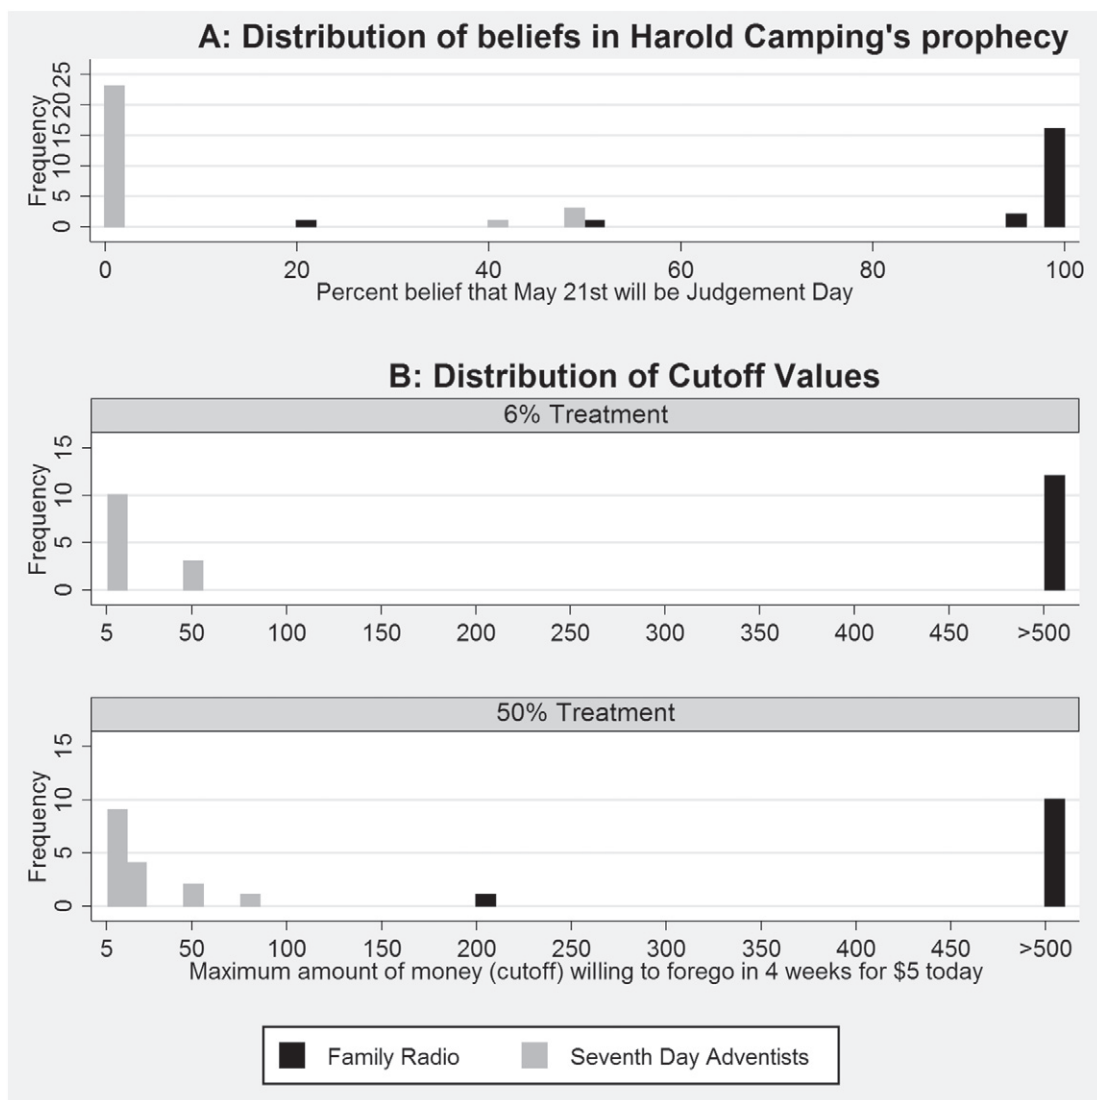 A: Distribution of beliefs in Harold Camping's prophecy
Frequency
25
20
15
10
5
0
0 20 40 60 80 100
Percent belief that May 21st will be Judgement Day
B: Distribution of Cutoff Values
6% Treatment
Frequency
15
10
5
0
5 50 100 150 200 250 300 350 400 450 >500
50% Treatment
Frequency
15
10
5
0
5 50 100 150 200 250 300 350 400 450 >500
Maximum amount of money (cutoff) willing to forego in 4 weeks for $5 today
Family Radio Seventh Day Adventists